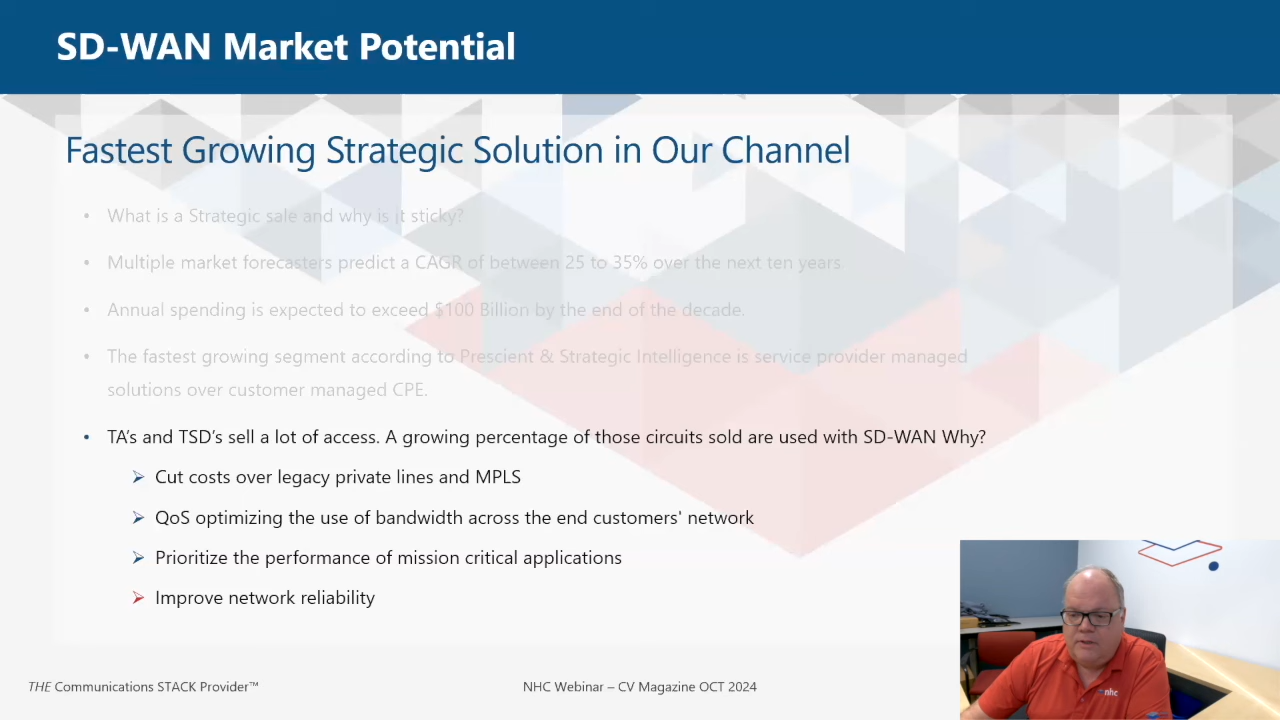 SD-WAN Market Potential
Fastest Growing Strategic Solution in Our Channel
• What is a Strategic sale and why is it sticky?
• Multiple market forecasters predict a CAGR of between 25 to 35% over the next ten years.
• Annual spending is expected to exceed $100 Billion by the end of the decade.
• The fastest growing segment according to Prescient & Strategic Intelligence is service provider managed
solutions over customer managed CPE.
• TA's and TSD's sell a lot of access. A growing percentage of those circuits sold are used with SD-WAN Why?
➢ Cut costs over legacy private lines and MPLS
➢ QoS optimizing the use of bandwidth across the end customers' network
➢ Prioritize the performance of mission critical applications
➢ Improve network reliability
nhc
THE Communications STACK Provider™
NHC Webinar – CV Magazine OCT 2024